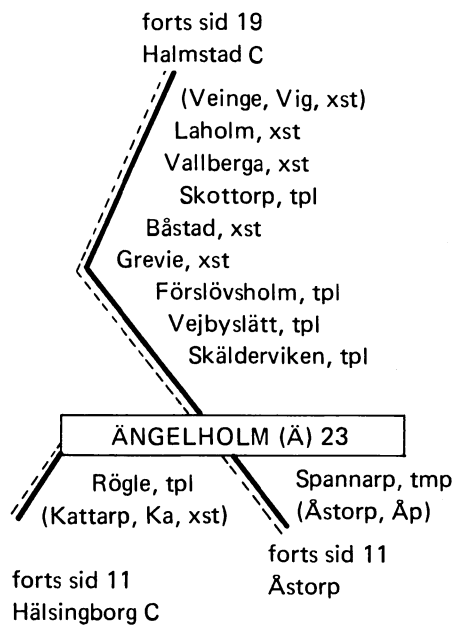 forts sid 19
Halmstad C
(Veinge, Vig, xst)
Laholm, xst
Vallberga, xst
Skottorp, tpl
Båstad, xst
Grevie, xst
Förslövsholm, tpl
Vejbyslätt, tpl
Skälderviken, tpl
ÄNGELHOLM (Ä) 23
Rögle, tpl
(Kattarp, Ka, xst)
forts sid 11
Hälsingborg C
Spannarp, tmp
(Åstorp, Åp)
forts sid 11
Åstorp